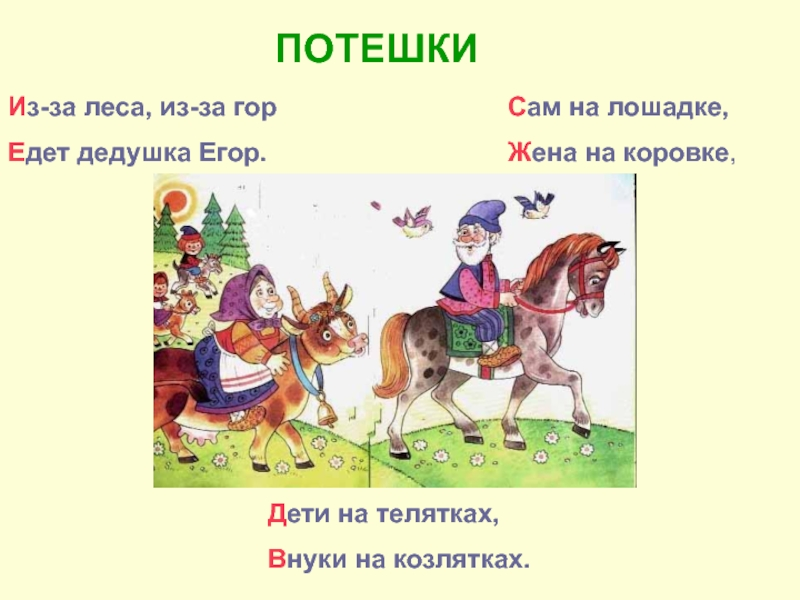 ПОТЕШКИ
Из-за леса, из-за гор
Едет дедушка Егор.
Сам на лошадке,
Жена на коровке,
Дети на телятках,
Внуки на козлятках.